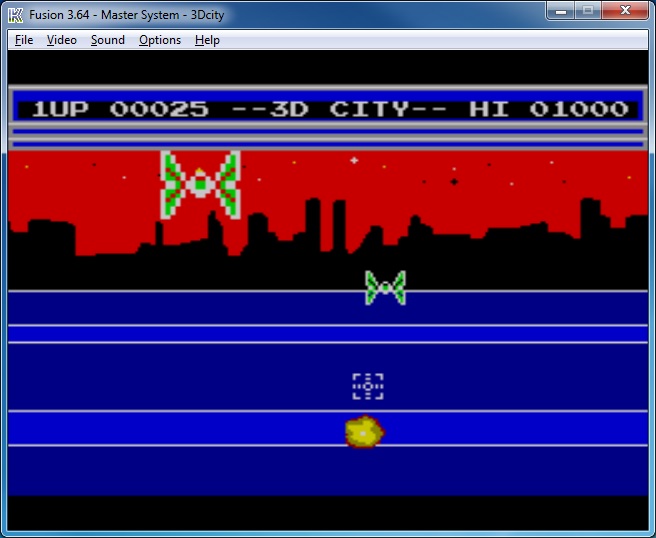 Fusion 3.64 - Master System - 3Dcity
File Video Sound Options Help
1UP 00025 --3D CITY-- HI 01000